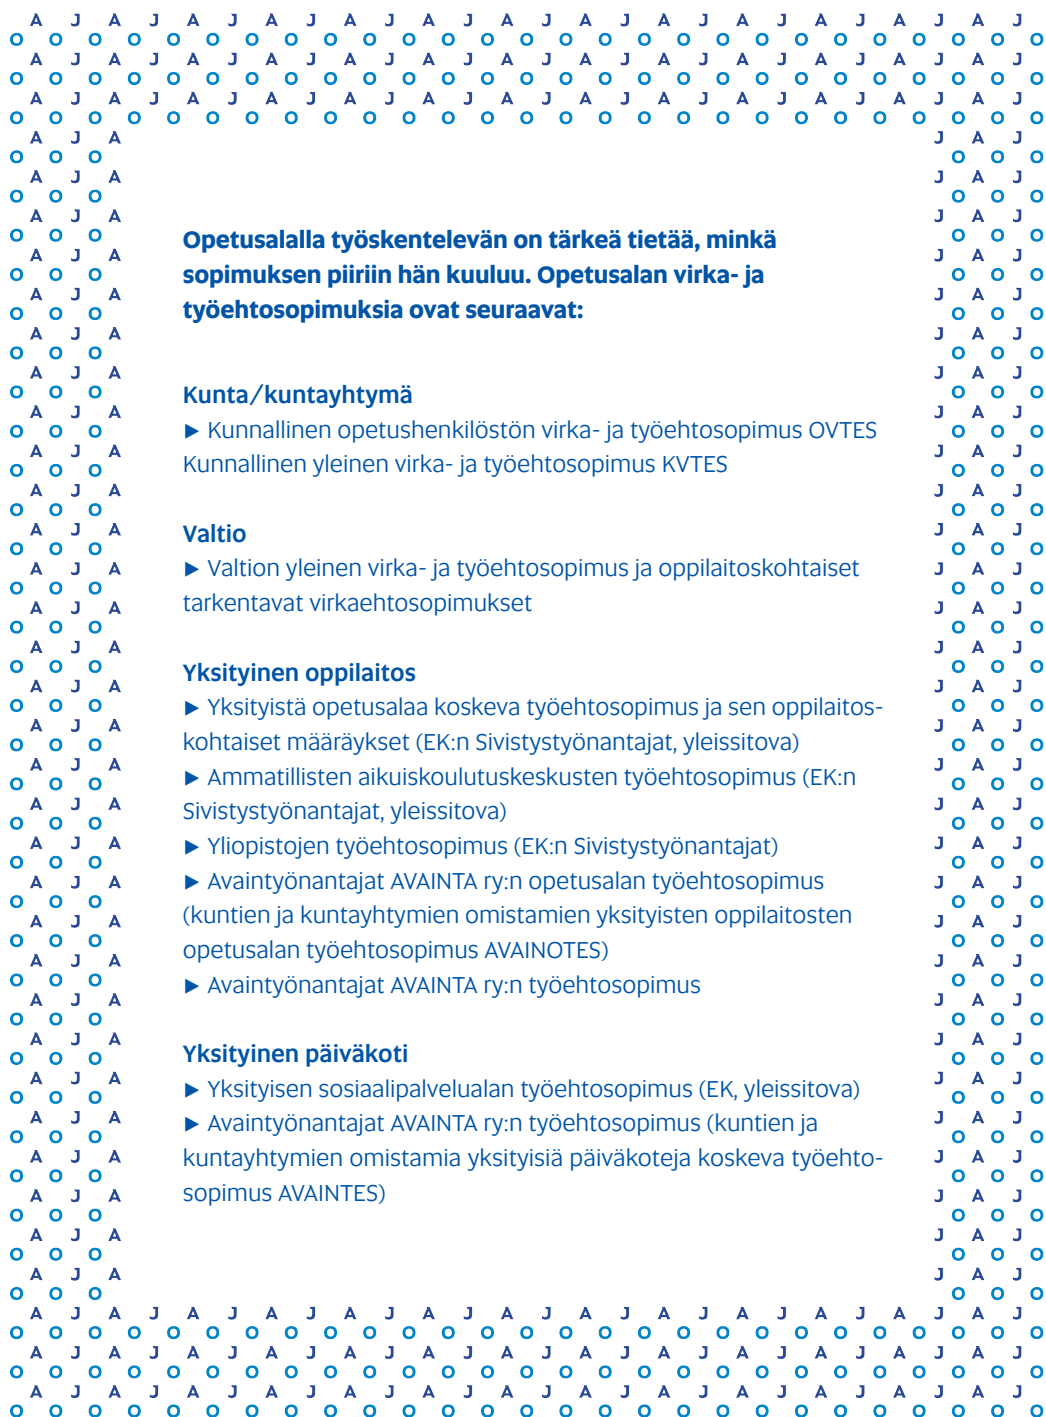 Opetusalalla työskentelevän on tärkeä tietää, minkä
sopimuksen piiriin hän kuuluu. Opetusalan virka- ja
työehtosopimuksia ovat seuraavat:
Kunta/kuntayhtymä
► Kunnallinen opetushenkilöstön virka- ja työehtosopimus OVTES
Kunnallinen yleinen virka- ja työehtosopimus KVTES
Valtio
► Valtion yleinen virka- ja työehtosopimus ja oppilaitoskohtaiset
tarkentavat virkaehtosopimukset
Yksityinen oppilaitos
► Yksityistä opetusalaa koskeva työehtosopimus ja sen oppilaitos-
kohtaiset määräykset (EK:n Sivistystyönantajat, yleissitova)
► Ammatillisten aikuiskoulutuskeskusten työehtosopimus (EK:n
Sivistystyönantajat, yleissitova)
► Yliopistojen työehtosopimus (EK:n Sivistystyönantajat)
► Avaintyönantajat AVAINTA ry:n opetusalan työehtosopimus
(kuntien ja kuntayhtymien omistamien yksityisten oppilaitosten
opetusalan työehtosopimus AVAINOTES)
► Avaintyönantajat AVAINTA ry:n työehtosopimus
Yksityinen päiväkoti
► Yksityisen sosiaalipalvelualan työehtosopimus (EK, yleissitova)
► Avaintyönantajat AVAINTA ry:n työehtosopimus (kuntien ja
kuntayhtymien omistamia yksityisiä päiväkoteja koskeva työehto-
sopimus AVAINTES)